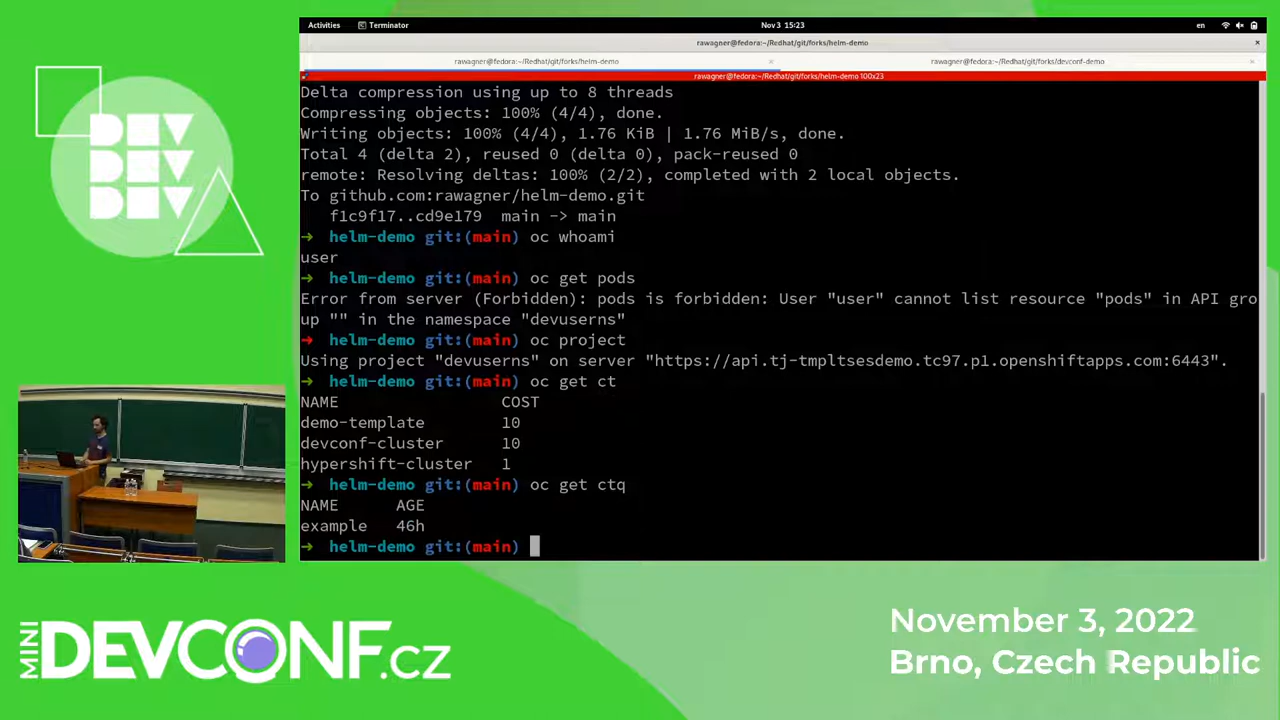 Activities Terminator Nov 3 15:23 en
rawagner@fedora:~/Redhat/git/forks/helm-demo
rawagner@fedora:~/Redhat/git/forks/helm-demo rawagner@fedora:~/Redhat/git/forks/devconf-demo
rawagner@fedora:~/Redhat/git/forks/helm-demo 100x23
Delta compression using up to 8 threads
Compressing objects: 100% (4/4), done.
Writing objects: 100% (4/4), 1.76 KiB | 1.76 MiB/s, done.
Total 4 (delta 2), reused 0 (delta 0), pack-reused 0
remote: Resolving deltas: 100% (2/2), completed with 2 local objects.
To github.com:rawagner/helm-demo.git
f1c9f17..cd9e179 main -> main
→ helm-demo git:(main) oc whoami
user
→ helm-demo git:(main) oc get pods
Error from server (Forbidden): pods is forbidden: User "user" cannot list resource "pods" in API gro
up "" in the namespace "devuserns"
→ helm-demo git:(main) oc project
Using project "devuserns" on server "https://api.tj-tmpltsesdemo.tc97.p1.openshiftapps.com:6443".
→ helm-demo git:(main) oc get ct
NAME COST
demo-template 10
devconf-cluster 10
hypershift-cluster 1
→ helm-demo git:(main) oc get ctq
NAME AGE
example 46h
→ helm-demo git:(main)
DEV
DEV
DEV
MINI DEVCONF.cz
November 3, 2022
Brno, Czech Republic